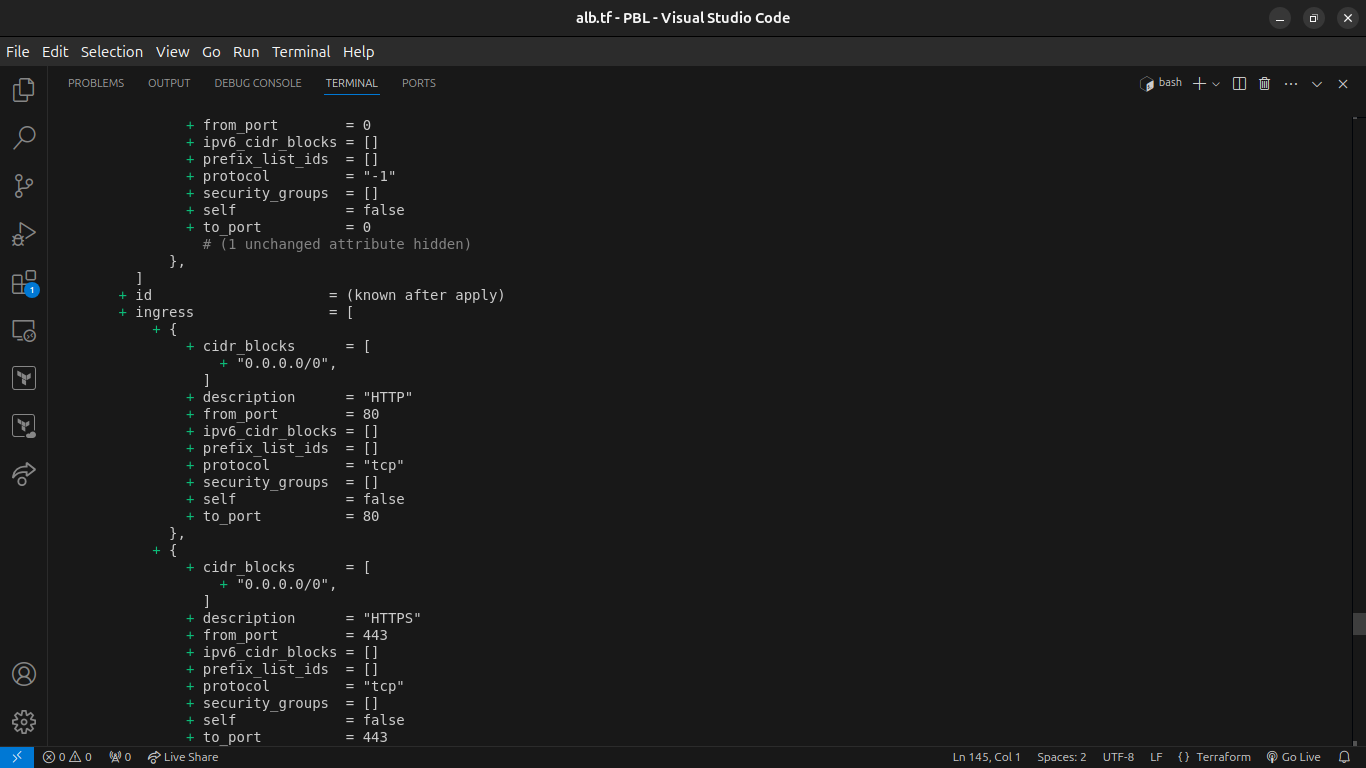 alb.tf - PBL - Visual Studio Code
File Edit Selection View Go Run Terminal Help
PROBLEMS OUTPUT DEBUG CONSOLE TERMINAL PORTS bash
+ from_port        = 0
+ ipv6_cidr_blocks = []
+ prefix_list_ids  = []
+ protocol         = "-1"
+ security_groups  = []
+ self             = false
+ to_port          = 0
# (1 unchanged attribute hidden)
},
]
+ id                     = (known after apply)
+ ingress                = [
+ {
+ cidr_blocks      = [
+ "0.0.0.0/0",
]
+ description      = "HTTP"
+ from_port        = 80
+ ipv6_cidr_blocks = []
+ prefix_list_ids  = []
+ protocol         = "tcp"
+ security_groups  = []
+ self             = false
+ to_port          = 80
},
+ {
+ cidr_blocks      = [
+ "0.0.0.0/0",
]
+ description      = "HTTPS"
+ from_port        = 443
+ ipv6_cidr_blocks = []
+ prefix_list_ids  = []
+ protocol         = "tcp"
+ security_groups  = []
+ self             = false
+ to_port          = 443
1
0 0 0 Live Share Ln 145, Col 1 Spaces: 2 UTF-8 LF {} Terraform Go Live